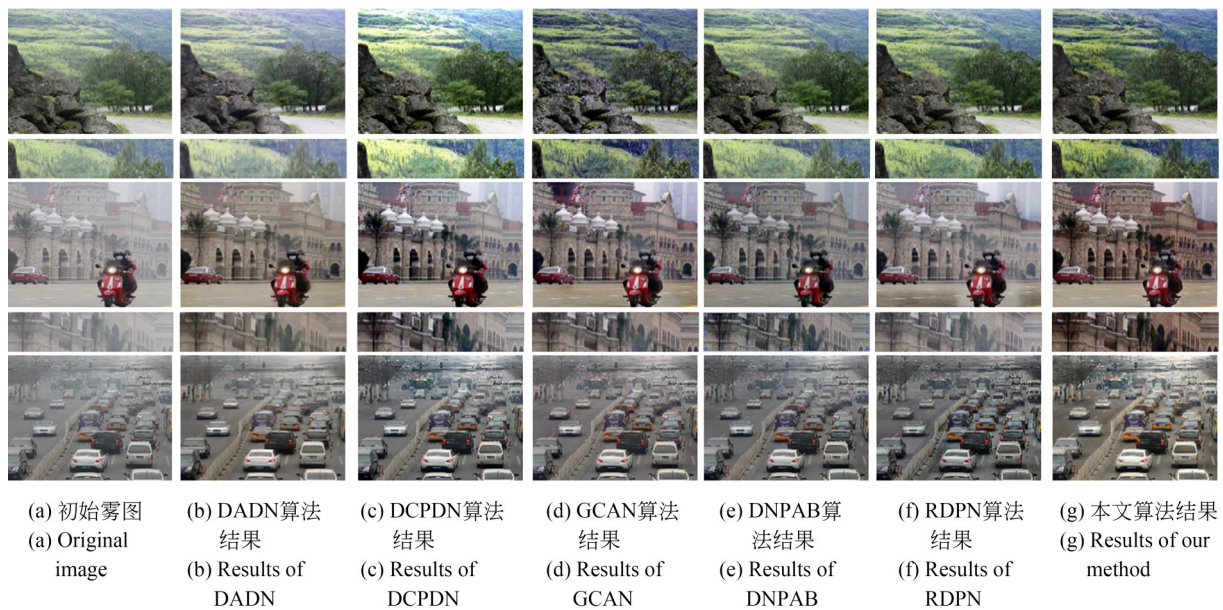 (a) 初始雾图
(a) Original
image
(b) DADN算法
结果
(b) Results of
DADN
(c) DCPDN算法
结果
(c) Results of
DCPDN
(d) GCAN算法
结果
(d) Results of
GCAN
(e) DNPAB算
法结果
(e) Results of
DNPAB
(f) RDPN算法
结果
(f) Results of
RDPN
(g) 本文算法结果
(g) Results of our
method